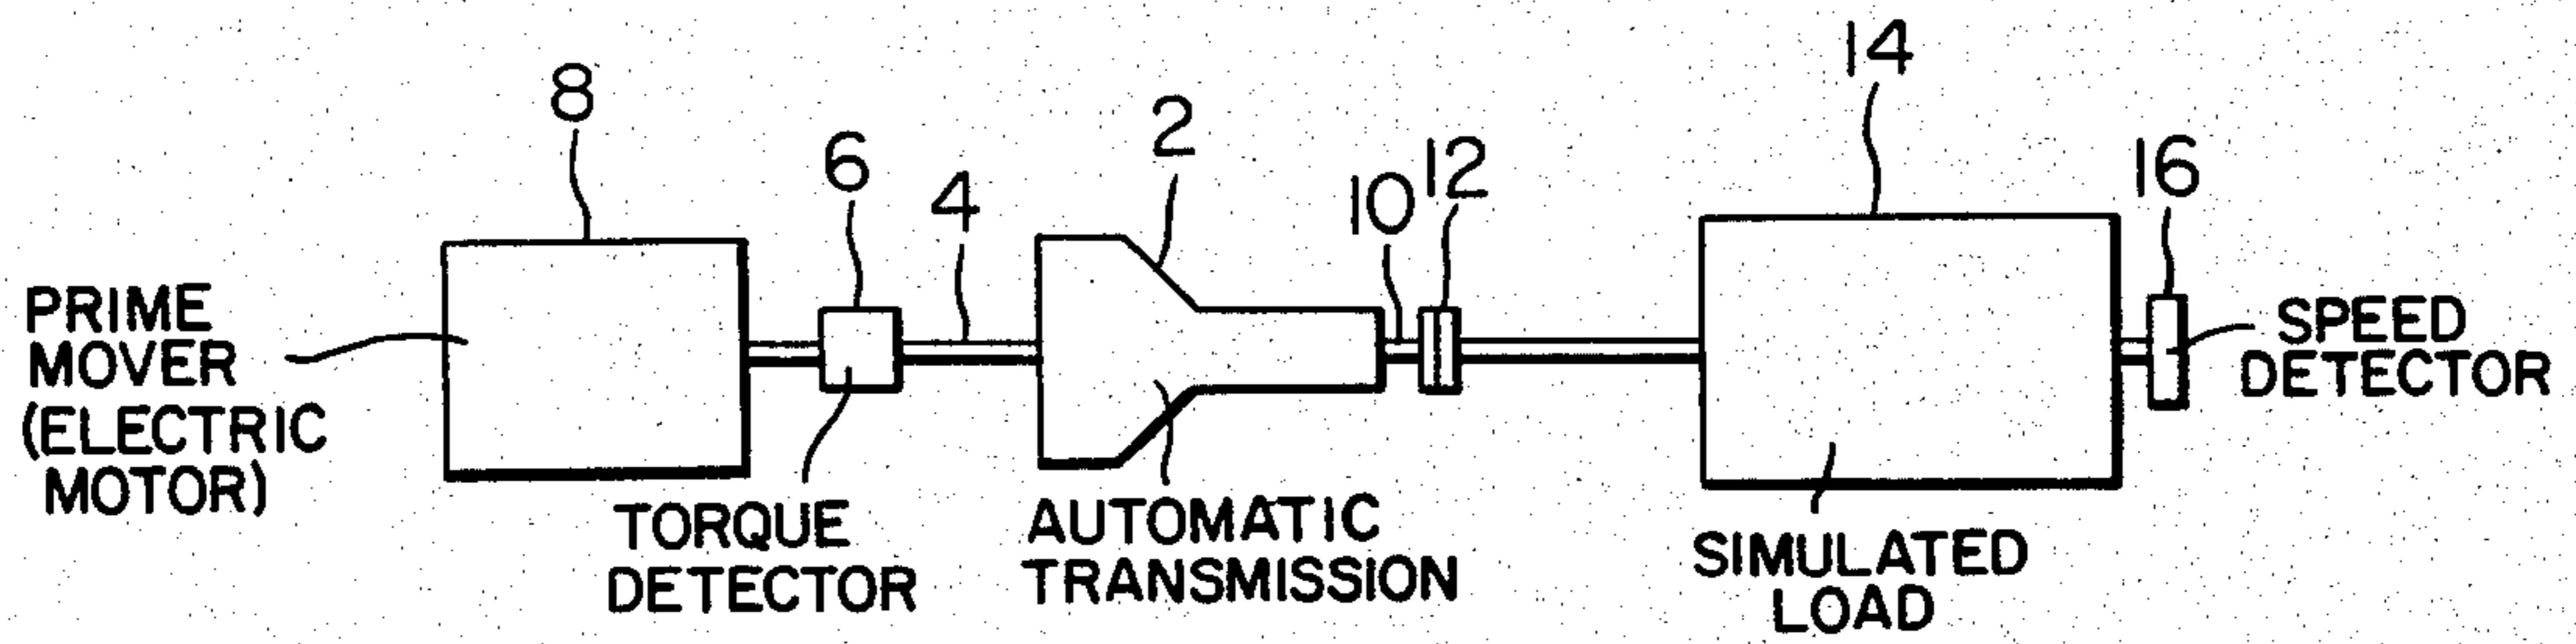 14
8
2
6
12
16
4
10
PRIME
MOVER
(ELECTRIC
MOTOR)
SPEED
DETECTOR
TORQUE
DETECTOR
AUTOMATIC
TRANSMISSION
SIMULATED
LOAD